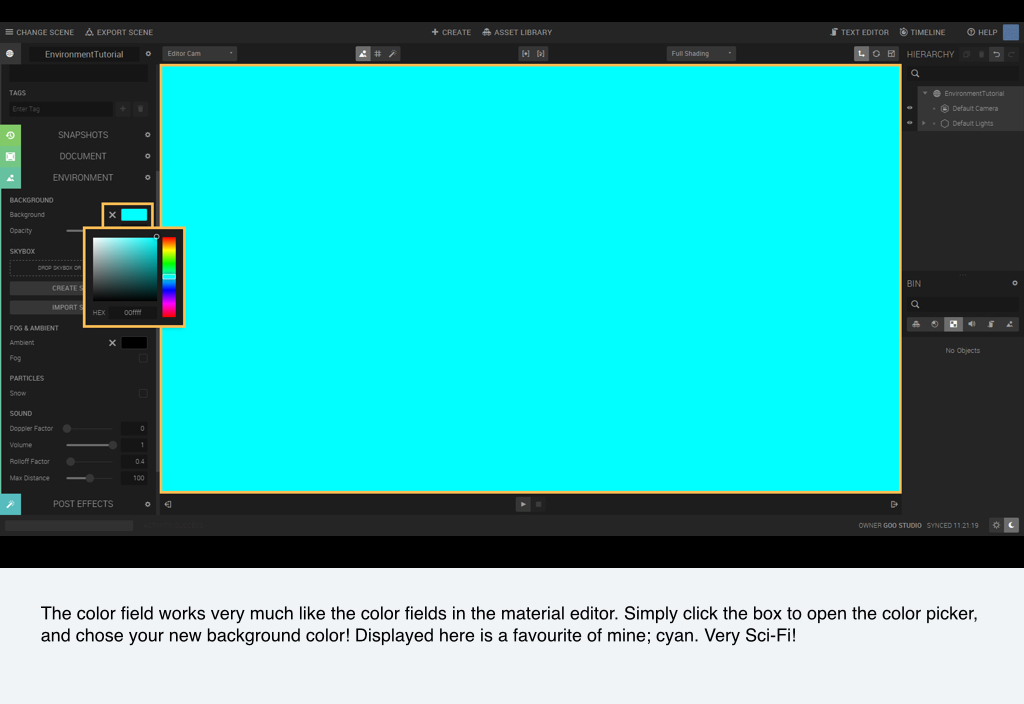 CHANGE SCENE EXPORT SCENE CREATE ASSET LIBRARY TEXT EDITOR TIMELINE HELP
EnvironmentTutorial Editor Cam Full Shading HIERARCHY
TAGS
Enter Tag
SNAPSHOTS
DOCUMENT
ENVIRONMENT
BACKGROUND
Background
Opacity
SKYBOX
DROP SKYBOX OR
CREATE S
IMPORT S
HEX 00ffff
FOG & AMBIENT
Ambient
Fog
PARTICLES
Snow
SOUND
Doppler Factor 0
Volume 1
Rolloff Factor 0.4
Max Distance 100
POST EFFECTS
EnvironmentTutorial
Default Camera
Default Lights
BIN
No Objects
OWNER GOO STUDIO SYNCED 11:21:19
The color field works very much like the color fields in the material editor. Simply click the box to open the color picker,
and chose your new background color! Displayed here is a favourite of mine; cyan. Very Sci-Fi!